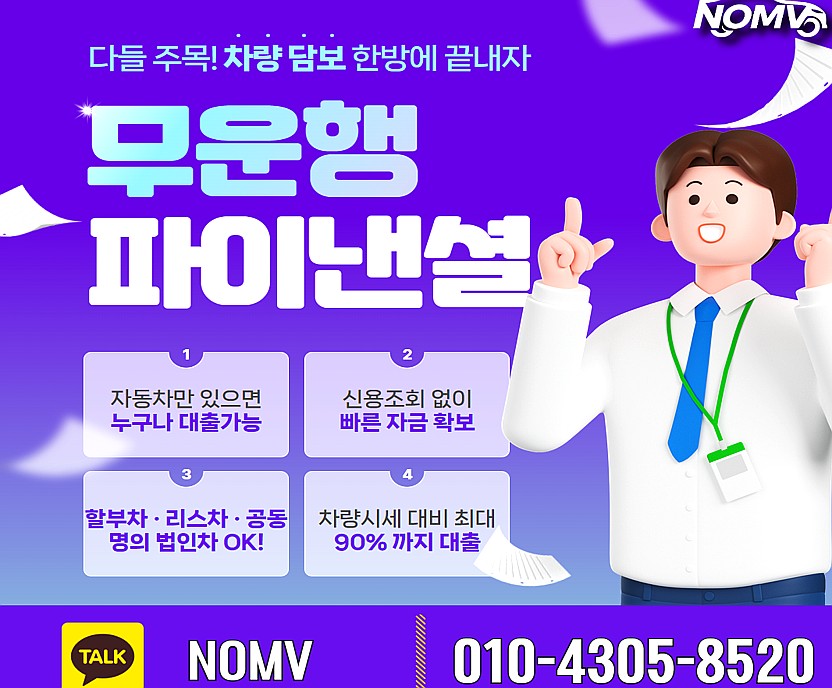 NOMV
다들 주목! 차량 담보 한방에 끝내자
무운행
파이낸셜
1
자동차만 있으면
누구나 대출가능
2
신용조회 없이
빠른 자금 확보
3
할부차 · 리스차 · 공동
명의 법인차 OK!
4
차량시세 대비 최대
90% 까지 대출
TALK
NOMV
010-4305-8520